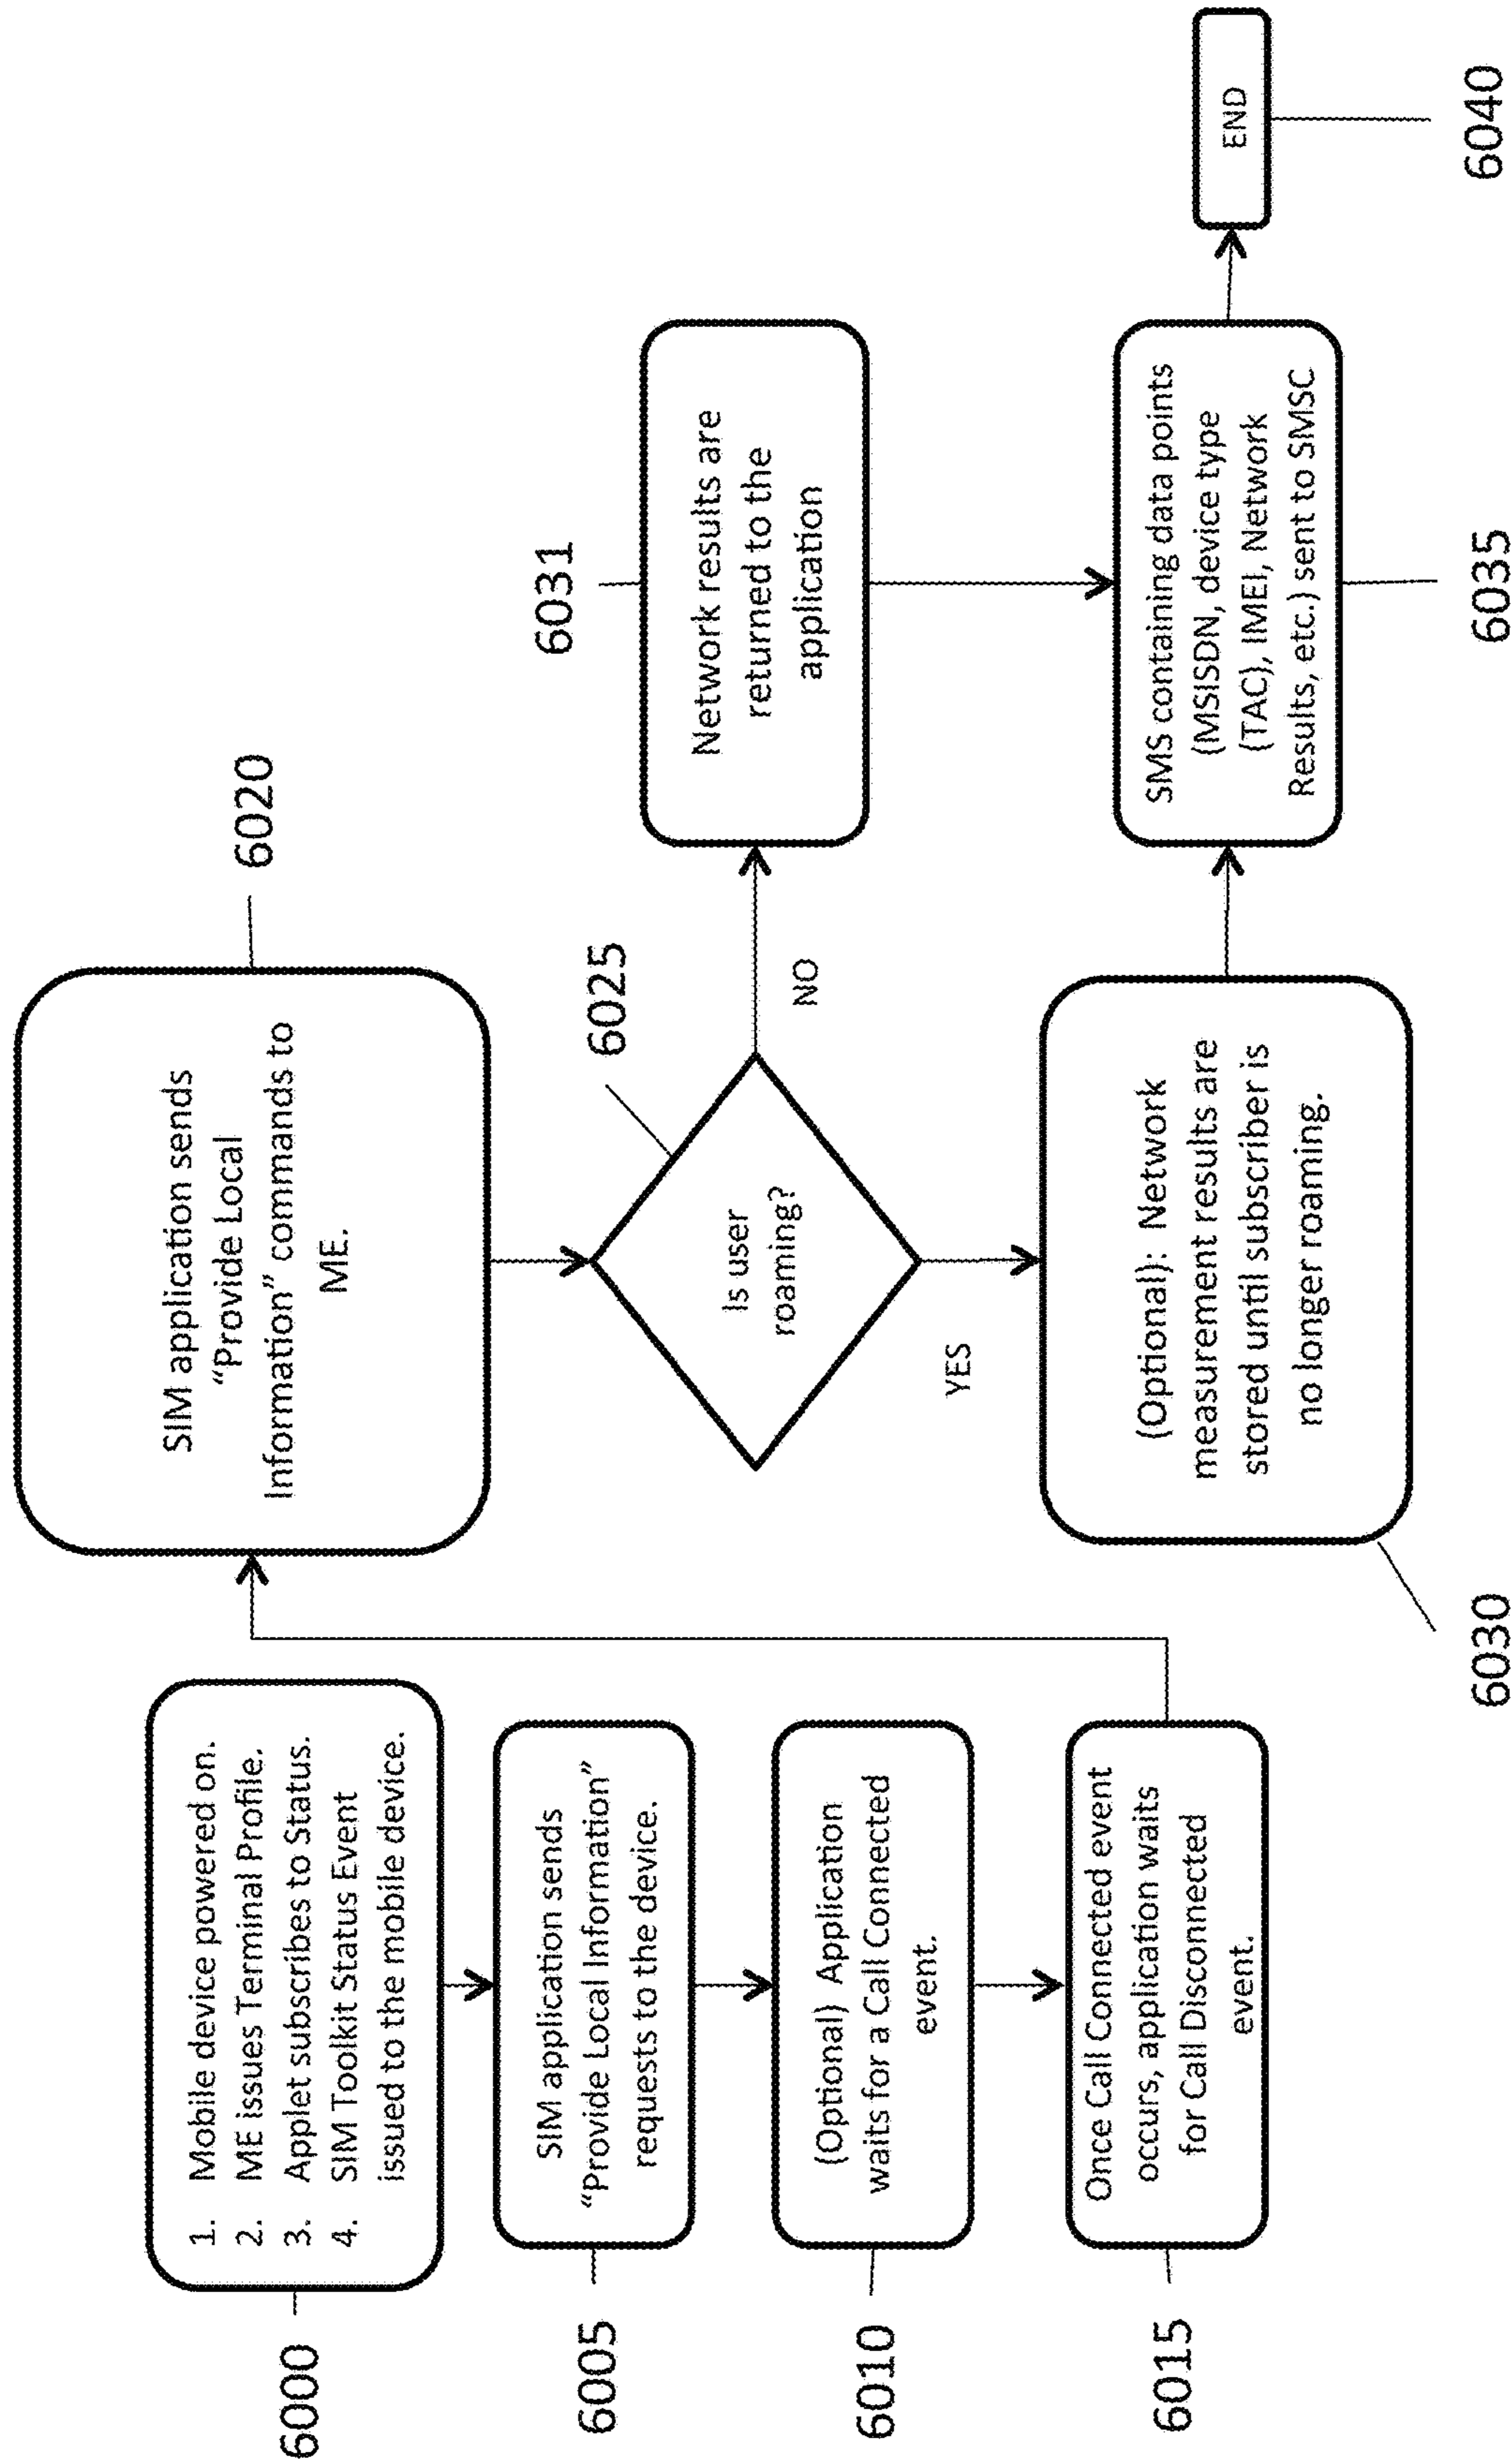 6000
1. Mobile device powered on.
2. ME issues Terminal Profile.
3. Applet subscribes to Status.
4. SIM Toolkit Status Event
issued to the mobile device.
6005
SIM application sends
“Provide Local Information”
requests to the device.
6010
(Optional) Application
waits for a Call Connected
event.
6015
Once Call Connected event
occurs, application waits
for Call Disconnected
event.
6020
SIM application sends
“Provide Local
Information” commands to
ME.
6025
Is user
roaming?
NO
YES
6030
(Optional): Network
measurement results are
stored until subscriber is
no longer roaming.
6031
Network results are
returned to the
application
6035
SMS containing data points
(MSISDN, device type
(TAC), IMEI, Network
Results, etc.) sent to SMSC
END
6040